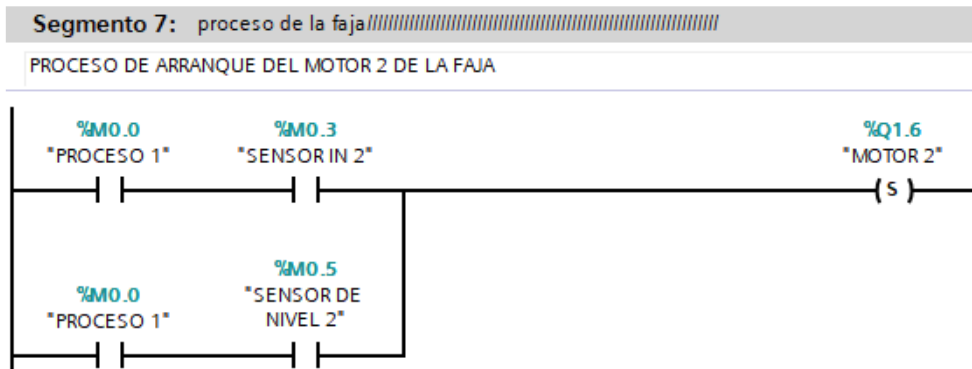 Segmento 7: proceso de la faja//////////////////////////////////////////////////////////////////////
PROCESO DE ARRANQUE DEL MOTOR 2 DE LA FAJA
%M0.0 %M0.3 %Q1.6
"PROCESO 1" "SENSOR IN 2" "MOTOR 2"
S
%M0.5
%M0.0 "SENSOR DE
"PROCESO 1" NIVEL 2"